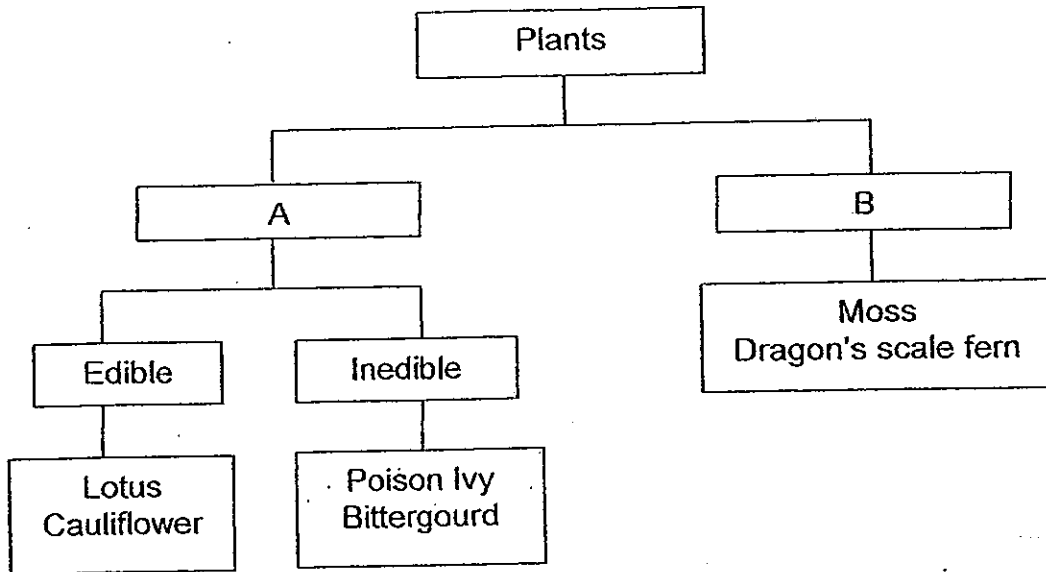 Plants
A
B
Edible
Inedible
Moss
Dragon's scale fern
Lotus
Cauliflower
Poison Ivy
Bittergourd